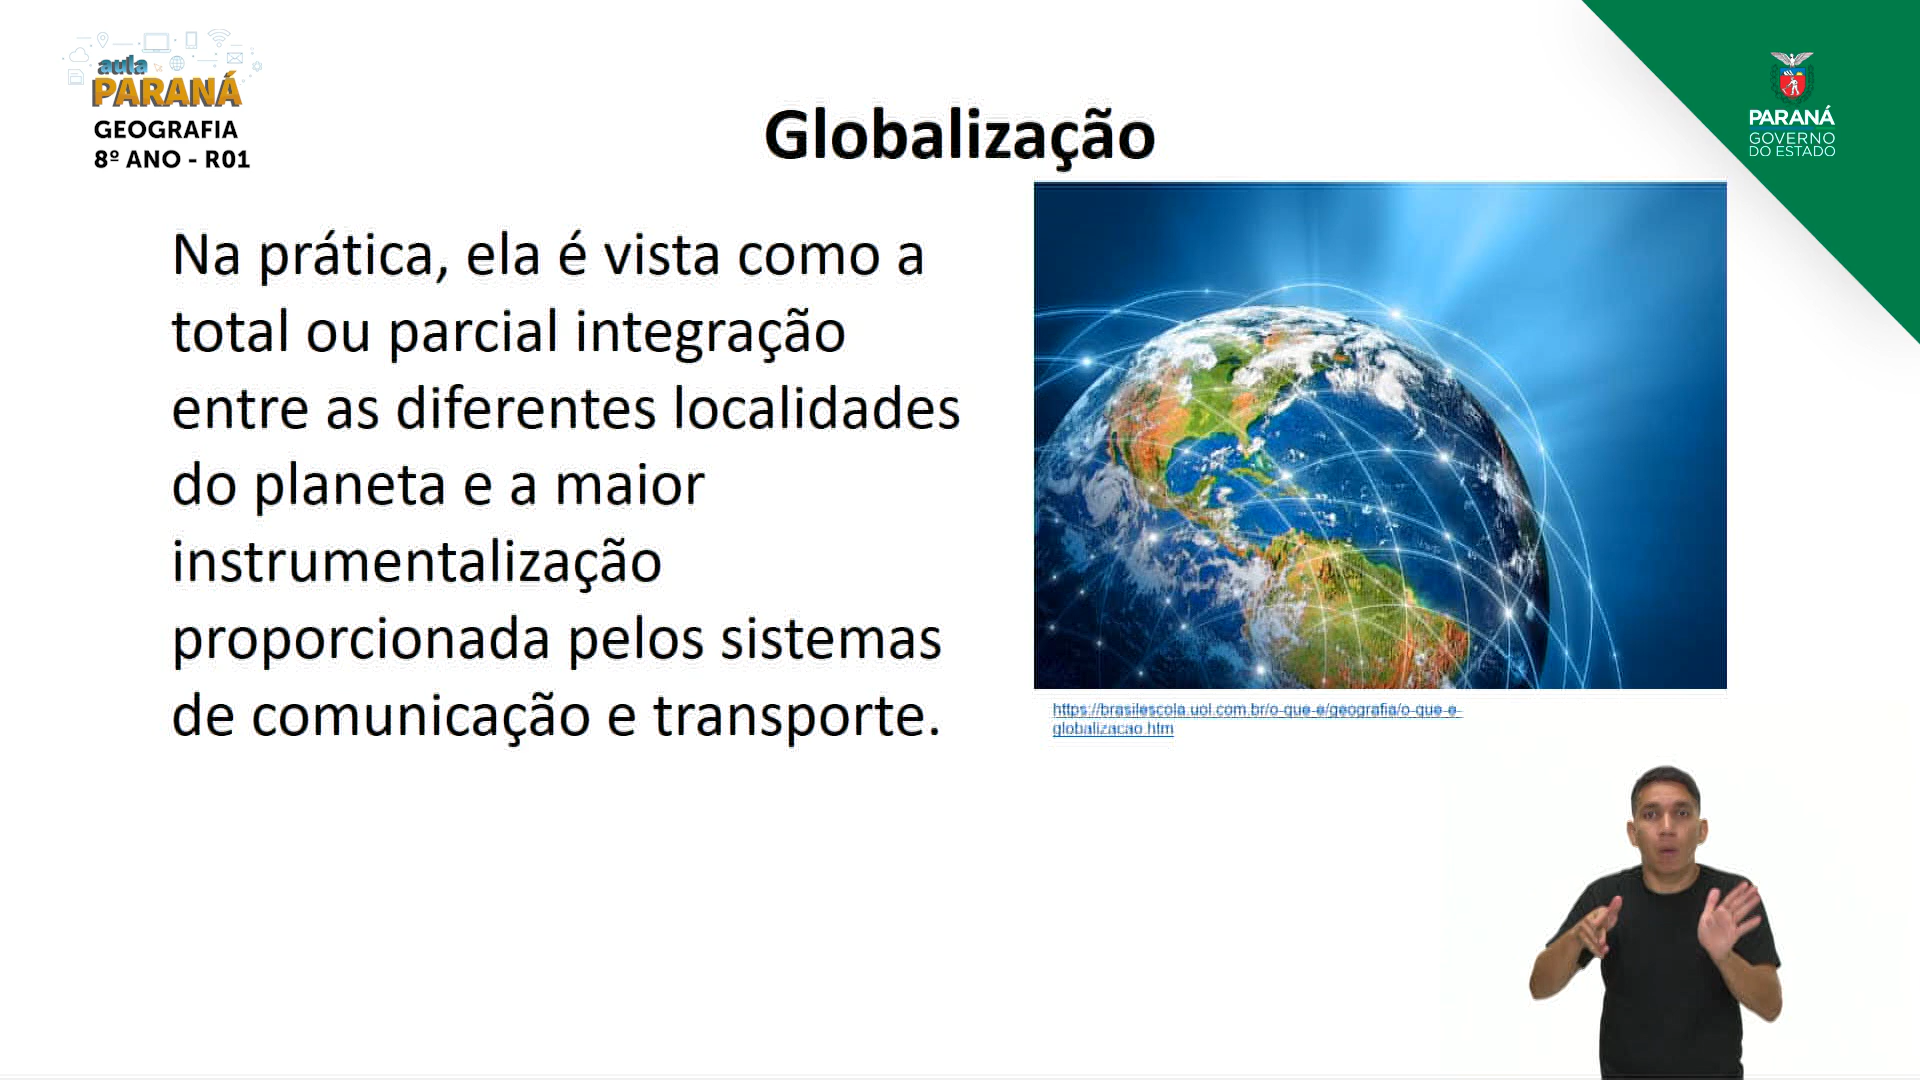 aula
PARANÁ
GEOGRAFIA
8º ANO - R01
Globalização
PARANÁ
GOVERNO
DO ESTADO
Na prática, ela é vista como a
total ou parcial integração
entre as diferentes localidades
do planeta e a maior
instrumentalização
proporcionada pelos sistemas
de comunicação e transporte.
https://brasilescola.uol.com.br/o-que-e/geografia/o-que-e-
globalizacao.htm